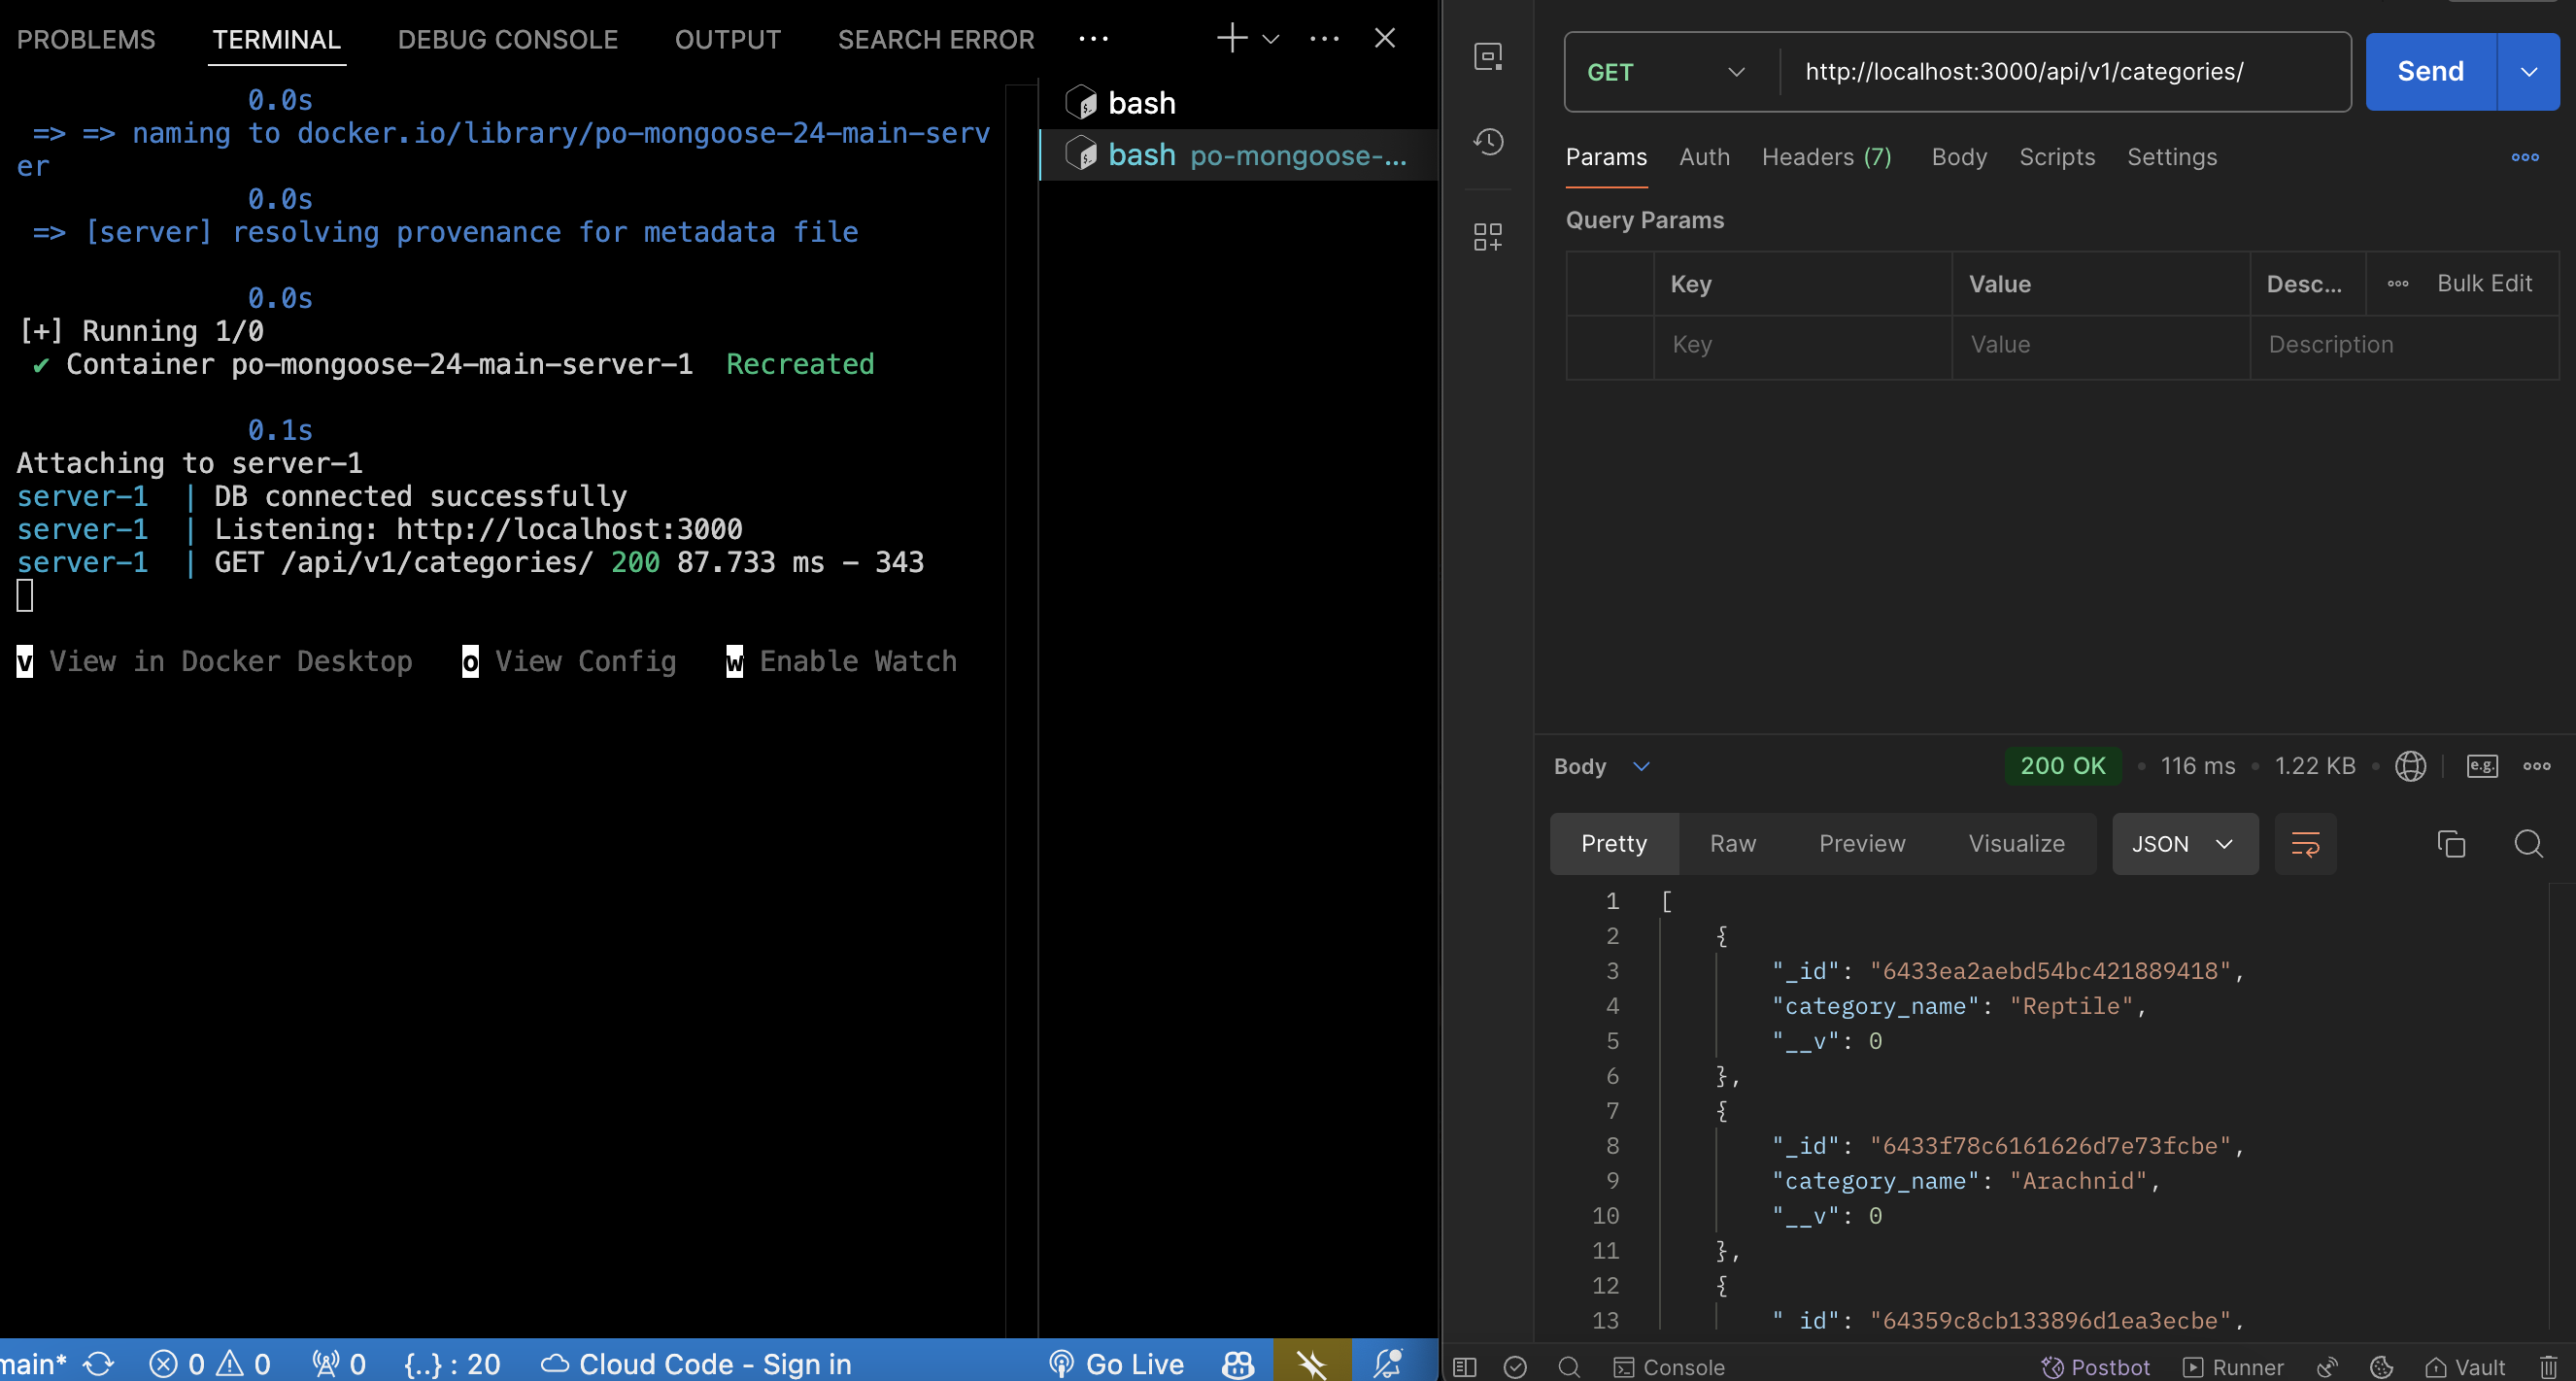 PROBLEMS TERMINAL DEBUG CONSOLE OUTPUT SEARCH ERROR
0.0s
=> => naming to docker.io/library/po-mongoose-24-main-serv
er
0.0s
=> [server] resolving provenance for metadata file
0.0s
[+] Running 1/0
✔ Container po-mongoose-24-main-server-1 Recreated
0.1s
Attaching to server-1
server-1 | DB connected successfully
server-1 | Listening: http://localhost:3000
server-1 | GET /api/v1/categories/ 200 87.733 ms - 343
v View in Docker Desktop o View Config w Enable Watch
bash
bash po-mongoose-...
main* 0 0 0 {..} : 20 Cloud Code - Sign in Go Live
GET http://localhost:3000/api/v1/categories/ Send
Params Auth Headers (7) Body Scripts Settings
Query Params
Key Value Desc... Bulk Edit
Key Value Description
Body 200 OK • 116 ms • 1.22 KB • e.g.
Pretty Raw Preview Visualize JSON
1 [
2 {
3 "_id": "6433ea2aebd54bc421889418",
4 "category_name": "Reptile",
5 "__v": 0
6 },
7 {
8 "_id": "6433f78c6161626d7e73fcbe",
9 "category_name": "Arachnid",
10 "__v": 0
11 },
12 {
13 "_id": "64359c8cb133896d1ea3ecbe",
Console Postbot Runner Vault